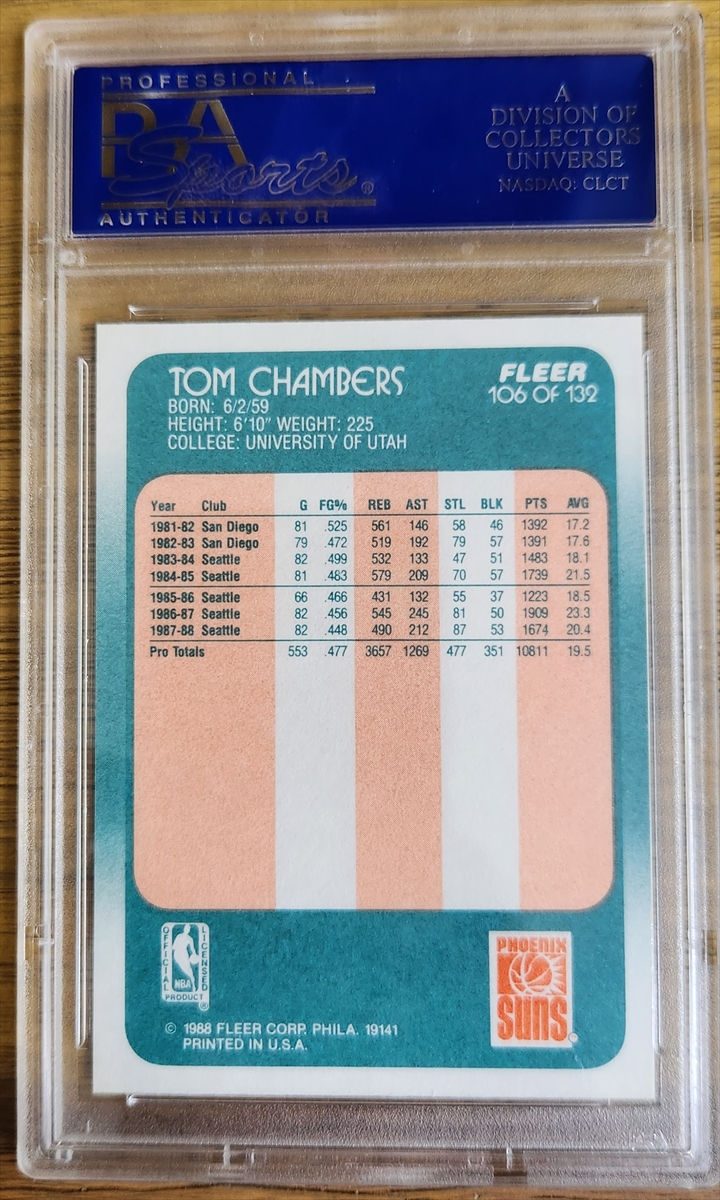 PROFESSIONAL
PSA
Sports®
AUTHENTICATOR
A
DIVISION OF
COLLECTORS
UNIVERSE
NASDAQ: CLCT
TOM CHAMBERS
BORN: 6/2/59
HEIGHT: 6'10" WEIGHT: 225
COLLEGE: UNIVERSITY OF UTAH
FLEER
106 OF 132
Year Club G FG% REB AST STL BLK PTS AVG
1981-82 San Diego 81 .525 561 146 58 46 1392 17.2
1982-83 San Diego 79 .472 519 192 79 57 1391 17.6
1983-84 Seattle 82 .499 532 133 47 51 1483 18.1
1984-85 Seattle 81 .483 579 209 70 57 1739 21.5
1985-86 Seattle 66 .466 431 132 55 37 1223 18.5
1986-87 Seattle 82 .456 545 245 81 50 1909 23.3
1987-88 Seattle 82 .448 490 212 87 53 1674 20.4
Pro Totals 553 .477 3657 1269 477 351 10811 19.5
OFFICIAL
LICENSED
NBA
PRODUCT
®
PHOENIX
SUNS
© 1988 FLEER CORP. PHILA. 19141
PRINTED IN U.S.A.